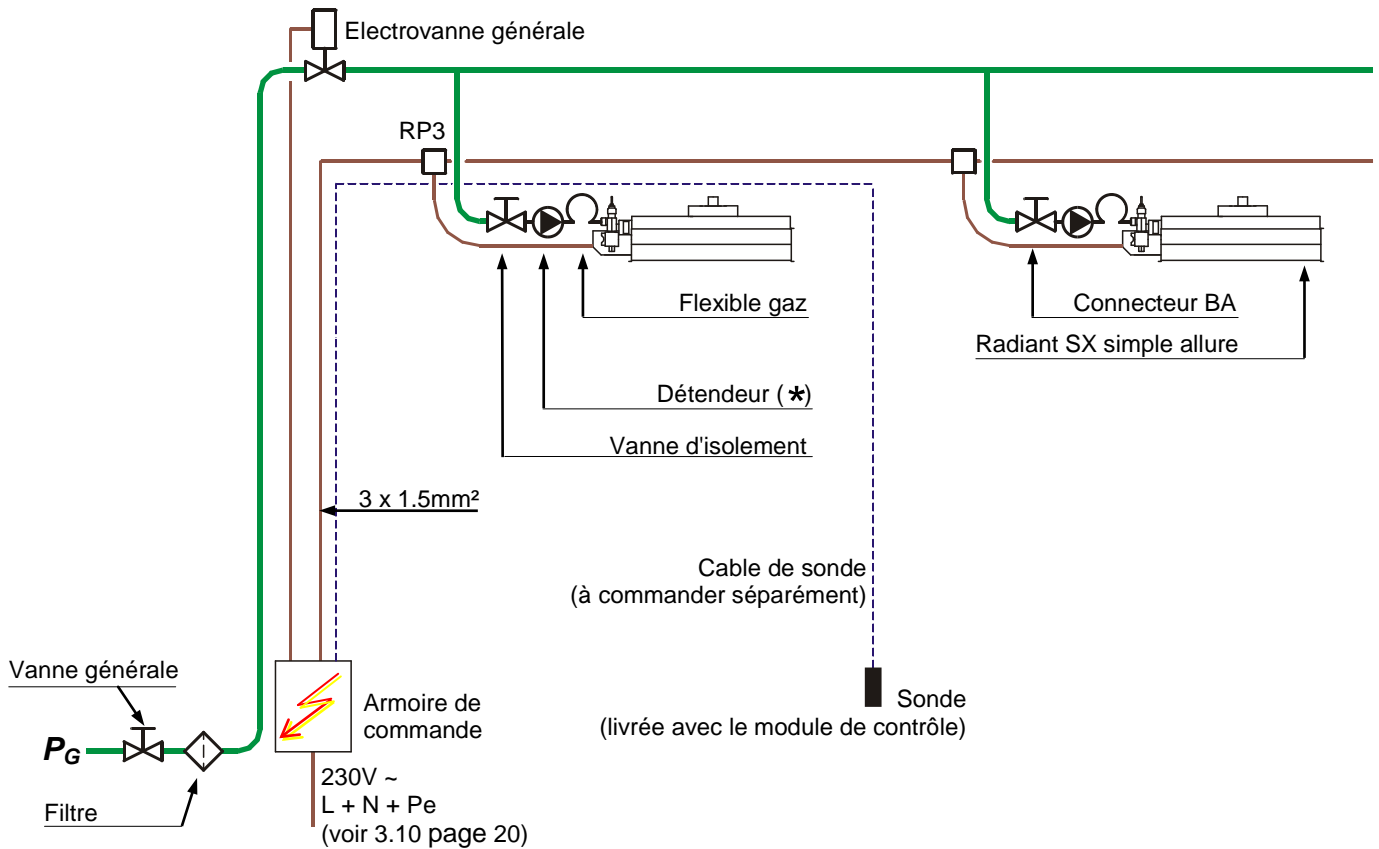 Electrovanne générale
RP3
Flexible gaz
Connecteur BA
Radiant SX simple allure
Détendeur (*)
Vanne d'isolement
3 x 1.5mm²
Cable de sonde
(à commander séparément)
Vanne générale
Armoire de
commande
Sonde
(livrée avec le module de contrôle)
PG
230V ~
L + N + Pe
(voir 3.10 page 20)
Filtre